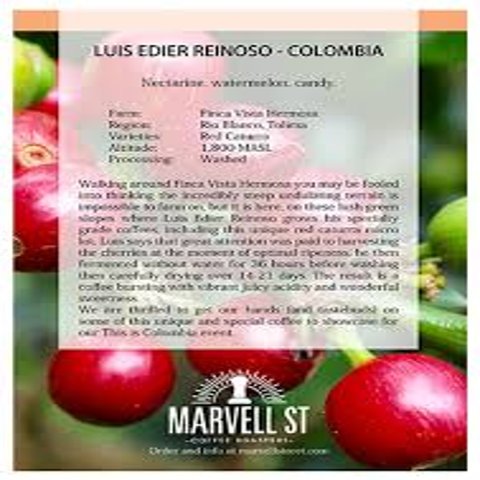 LUIS EDIER REINOSO - COLOMBIA
Nectarine. watermelon. candy.
Farm: Finca Vista Hermosa
Region: Rio Blanco, Tolima
Varieties: Red Caturra
Altitude: 1,800 MASL
Processing: Washed
Walking around Finca Vista Hermosa you may be fooled
into thinking the incredibly steep undulating terrain is
impossible to farm on, but it is here, on these lush green
slopes where Luis Edier Reinoso grows his specialty
grade coffees, including this unique red caturra micro
lot. Luis says that great attention was paid to harvesting
the cherries at the moment of optimal ripeness, he then
fermented without water for 36 hours before washing
then carefully drying over 14-21 days. The result is a
coffee bursting with vibrant juicy acidity and wonderful
sweetness.
We are thrilled to get our hands (and tastebuds) on
some of this unique and special coffee to showcase for
our This is Colombia event.
MARVELL ST
-COFFEE ROASTERS-
Order and info at marvellstreet.com